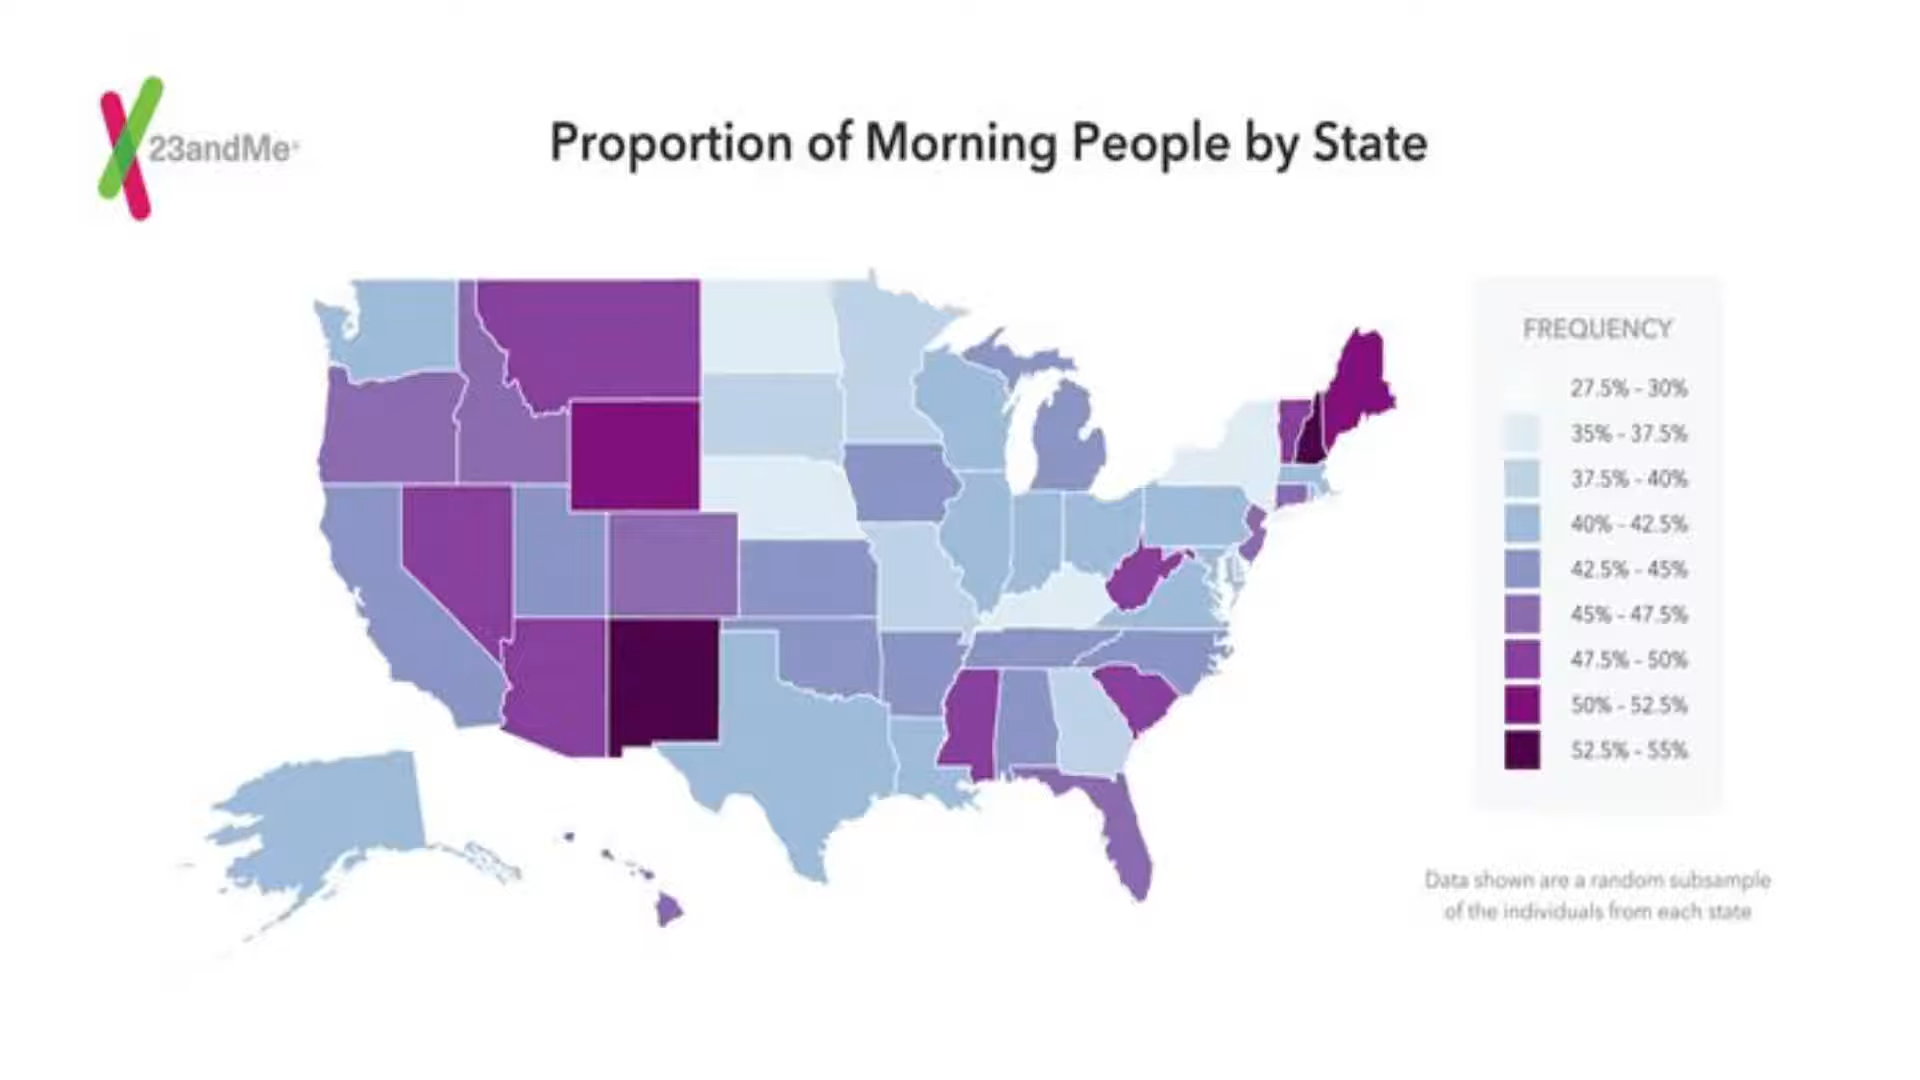 23andMe
Proportion of Morning People by State
FREQUENCY
27.5% - 30%
35% - 37.5%
37.5% - 40%
40% - 42.5%
42.5% - 45%
45% - 47.5%
47.5% - 50%
50% - 52.5%
52.5% - 55%
Data shown are a random subsample
of the individuals from each state